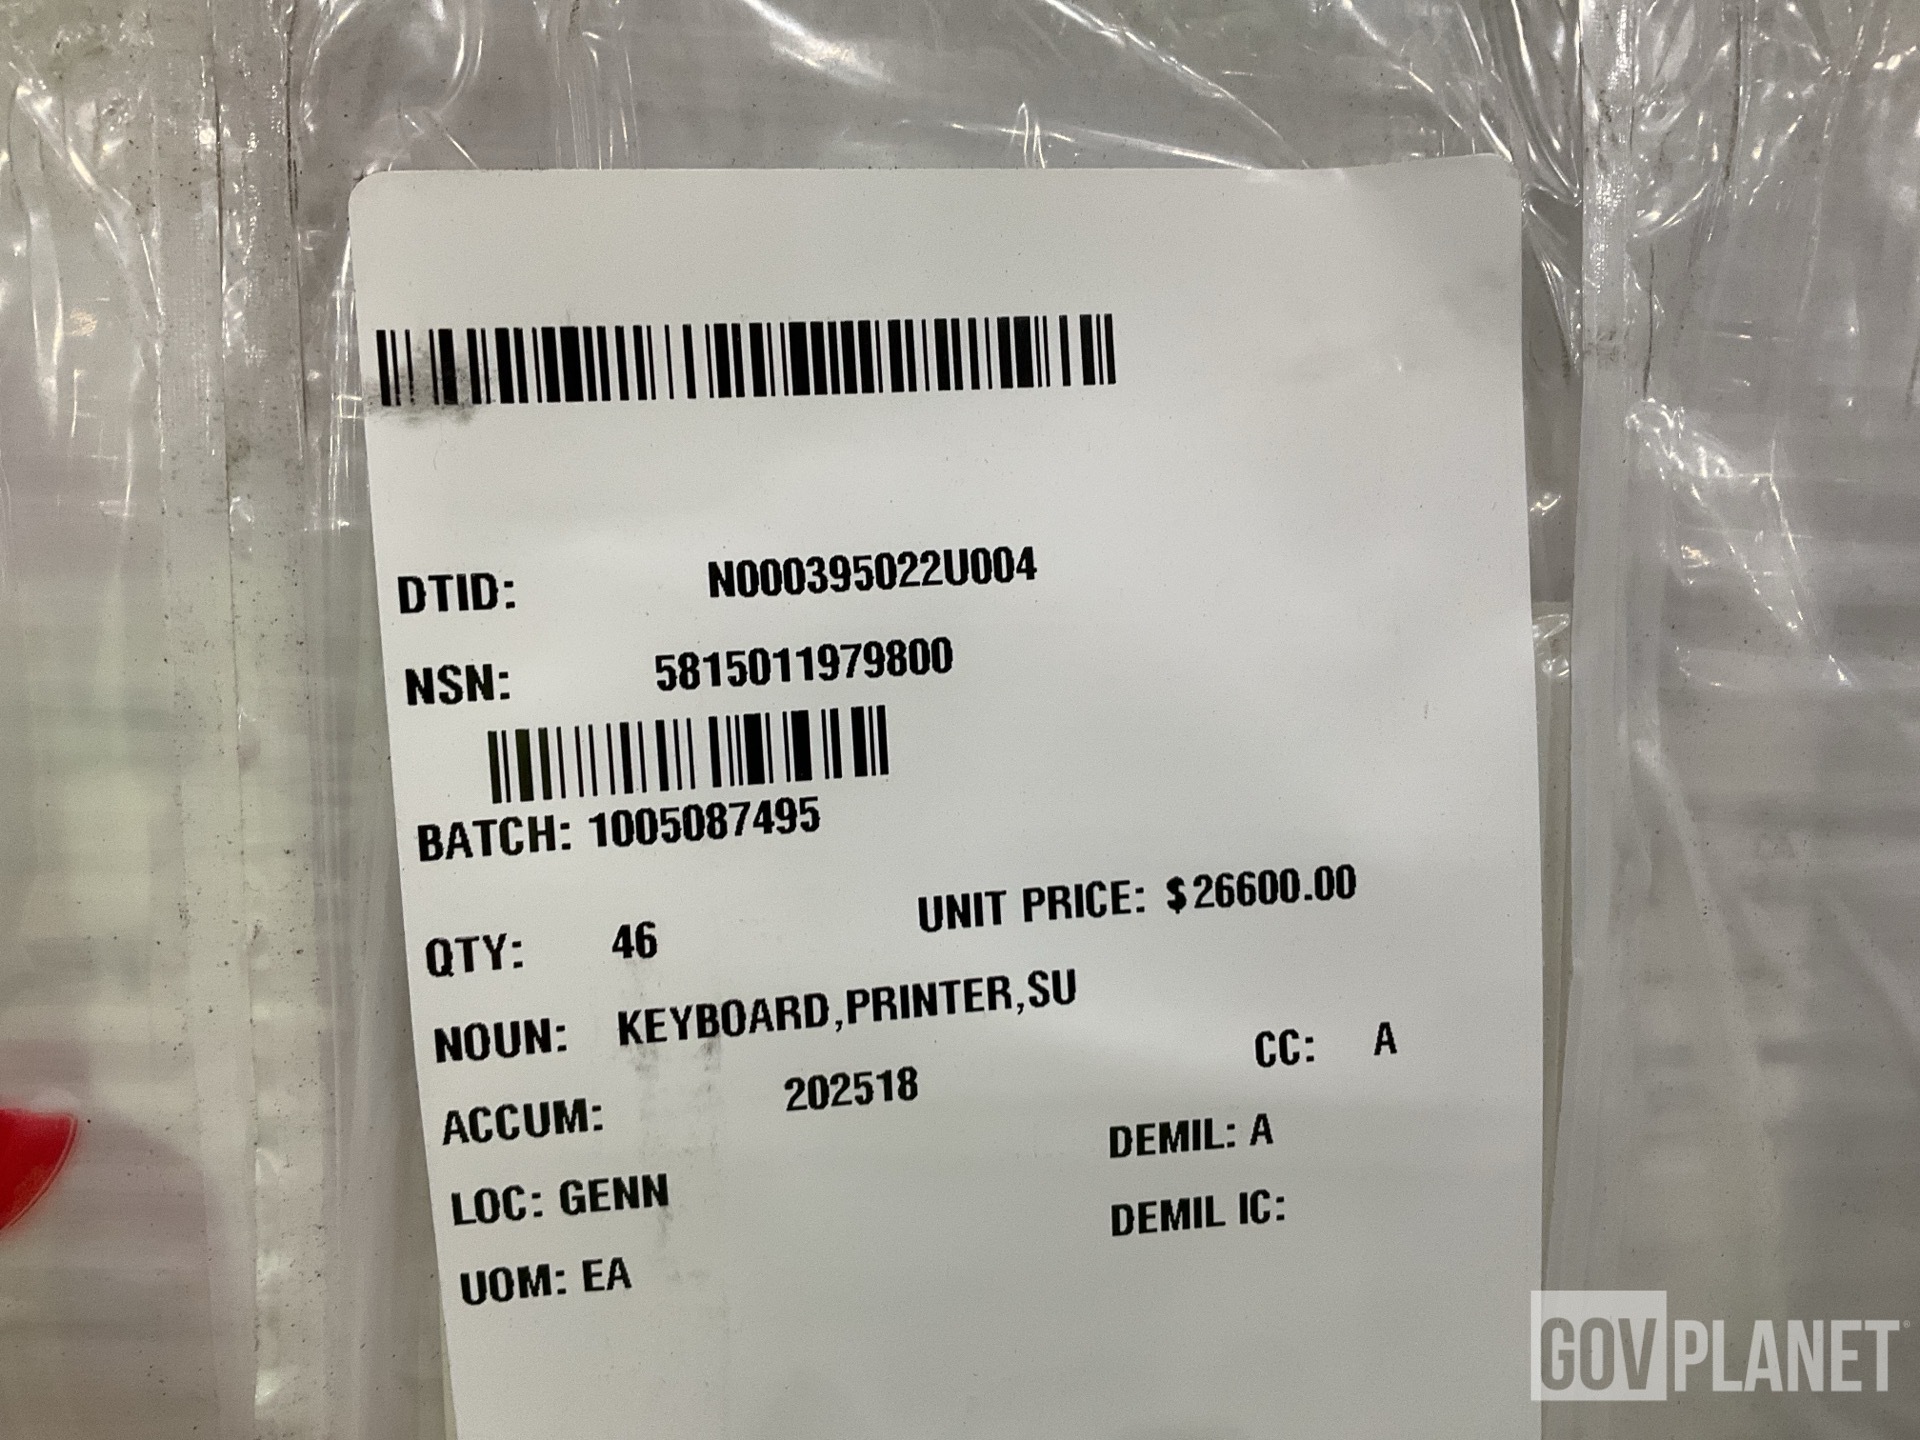 DTID: N000395022U004
NSN: 5815011979800
BATCH: 1005087495
QTY: 46 UNIT PRICE: $26600.00
NOUN: KEYBOARD,PRINTER,SU
ACCUM: 202518 CC: A
LOC: GENN DEMIL: A
UOM: EA DEMIL IC:
GOVPLANET®